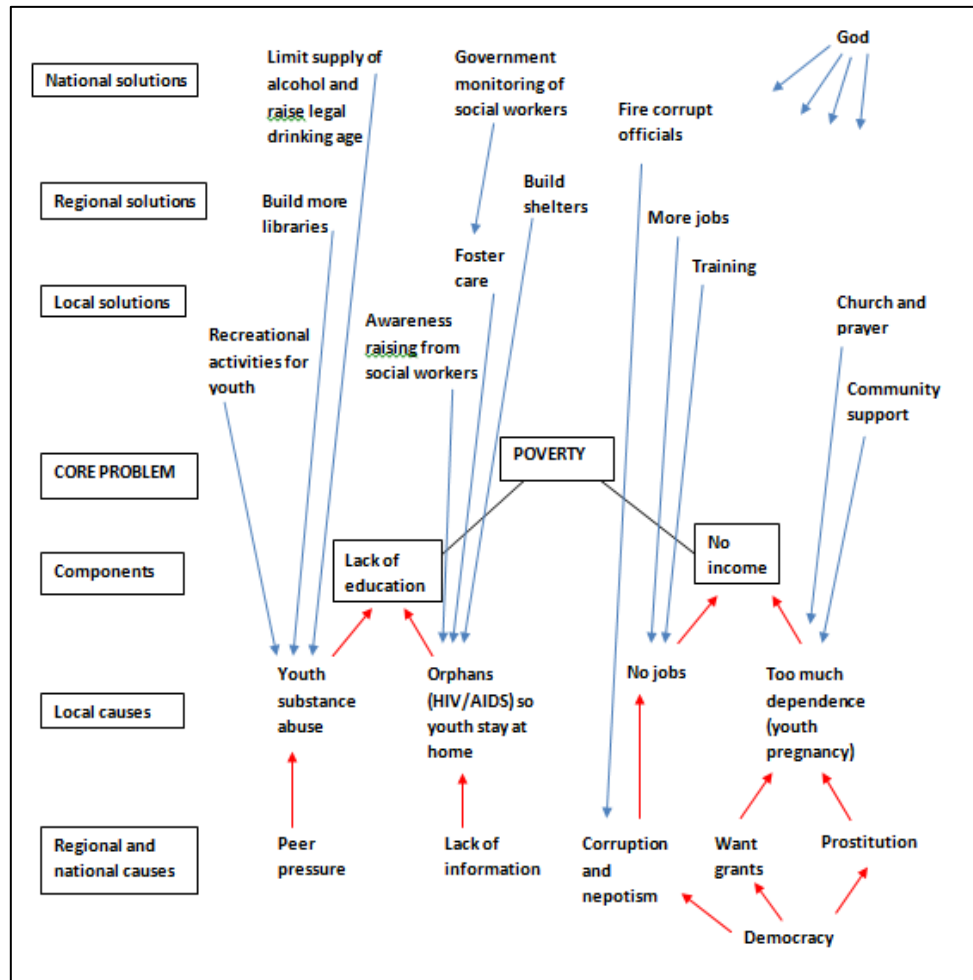 God
National solutions
Limit supply of
alcohol and
raise legal
drinking age
Government
monitoring of
social workers
Fire corrupt
officials
Regional solutions
Build more
libraries
Build
shelters
More jobs
Foster
care
Training
Local solutions
Recreational
activities for
youth
Awareness
raising from
social workers
Church and
prayer
Community
support
CORE PROBLEM
POVERTY
Components
Lack of
education
No
income
Local causes
Youth
substance
abuse
Orphans
(HIV/AIDS) so
youth stay at
home
No jobs
Too much
dependence
(youth
pregnancy)
Regional and
national causes
Peer
pressure
Lack of
information
Corruption
and
nepotism
Want
grants
Prostitution
Democracy